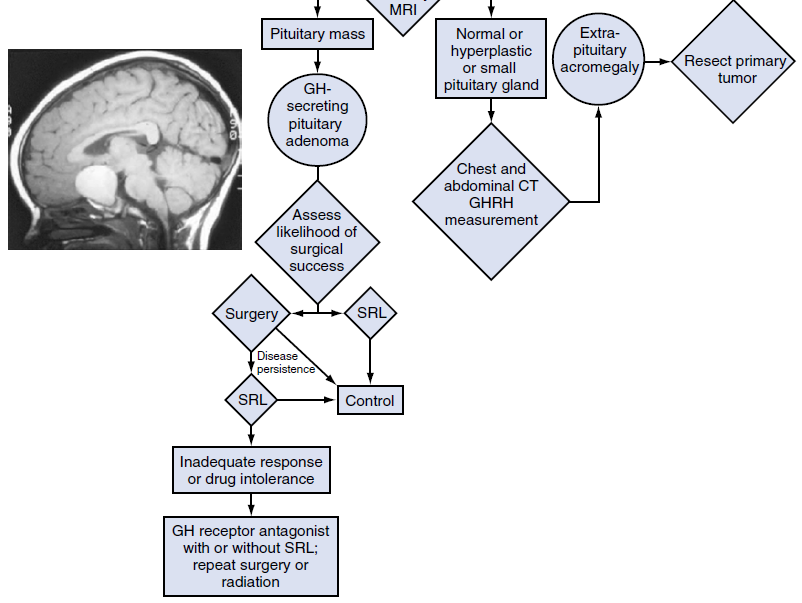 MRI
Pituitary mass
GH-
secreting
pituitary
adenoma
Assess
likelihood of
surgical
success
Surgery
SRL
Disease
persistence
SRL
Control
Inadequate response
or drug intolerance
GH receptor antagonist
with or without SRL;
repeat surgery or
radiation
Normal or
hyperplastic
or small
pituitary gland
Chest and
abdominal CT
GHRH
measurement
Extra-
pituitary
acromegaly
Resect primary
tumor